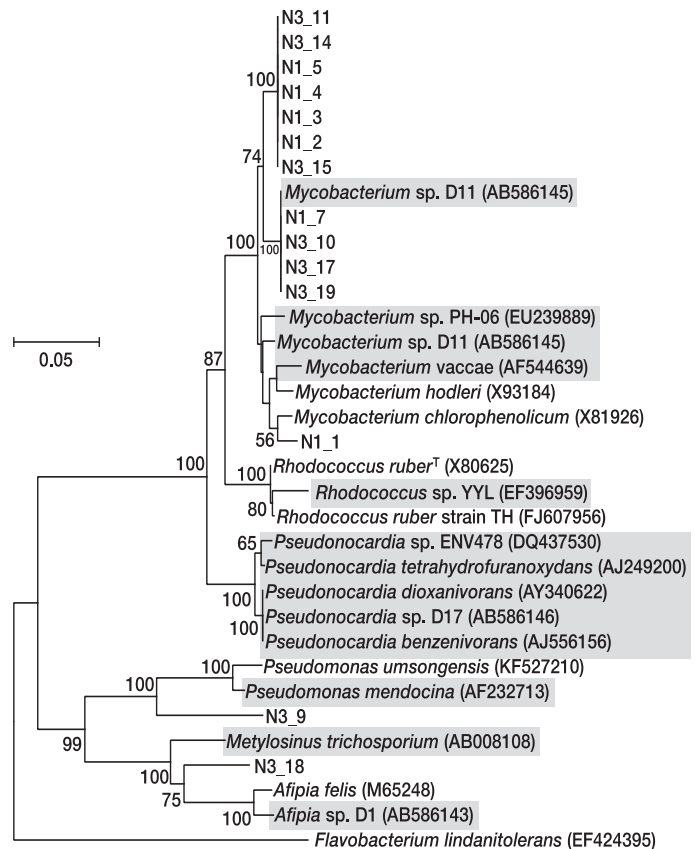 N3_11
N3_14
N1_5
100
N1_4
N1_3
N1_2
74
N3_15
Mycobacterium sp. D11 (AB586145)
N1_7
100
100
N3_10
N3_17
N3_19
Mycobacterium sp. PH-06 (EU239889)
Mycobacterium sp. D11 (AB586145)
0.05
87
Mycobacterium vaccae (AF544639)
Mycobacterium hodleri (X93184)
Mycobacterium chlorophenolicum (X81926)
56
N1_1
100
100
Rhodococcus ruberᵀ (X80625)
Rhodococcus sp. YYL (EF396959)
80
Rhodococcus ruber strain TH (FJ607956)
65
Pseudonocardia sp. ENV478 (DQ437530)
Pseudonocardia tetrahydrofuranoxydans (AJ249200)
100
Pseudonocardia dioxanivorans (AY340622)
Pseudonocardia sp. D17 (AB586146)
100
Pseudonocardia benzenivorans (AJ556156)
100
Pseudomonas umsongensis (KF527210)
100
Pseudomonas mendocina (AF232713)
N3_9
99
Metylosinus trichosporium (AB008108)
100
N3_18
75
Afipia felis (M65248)
100
Afipia sp. D1 (AB586143)
Flavobacterium lindanitolerans (EF424395)